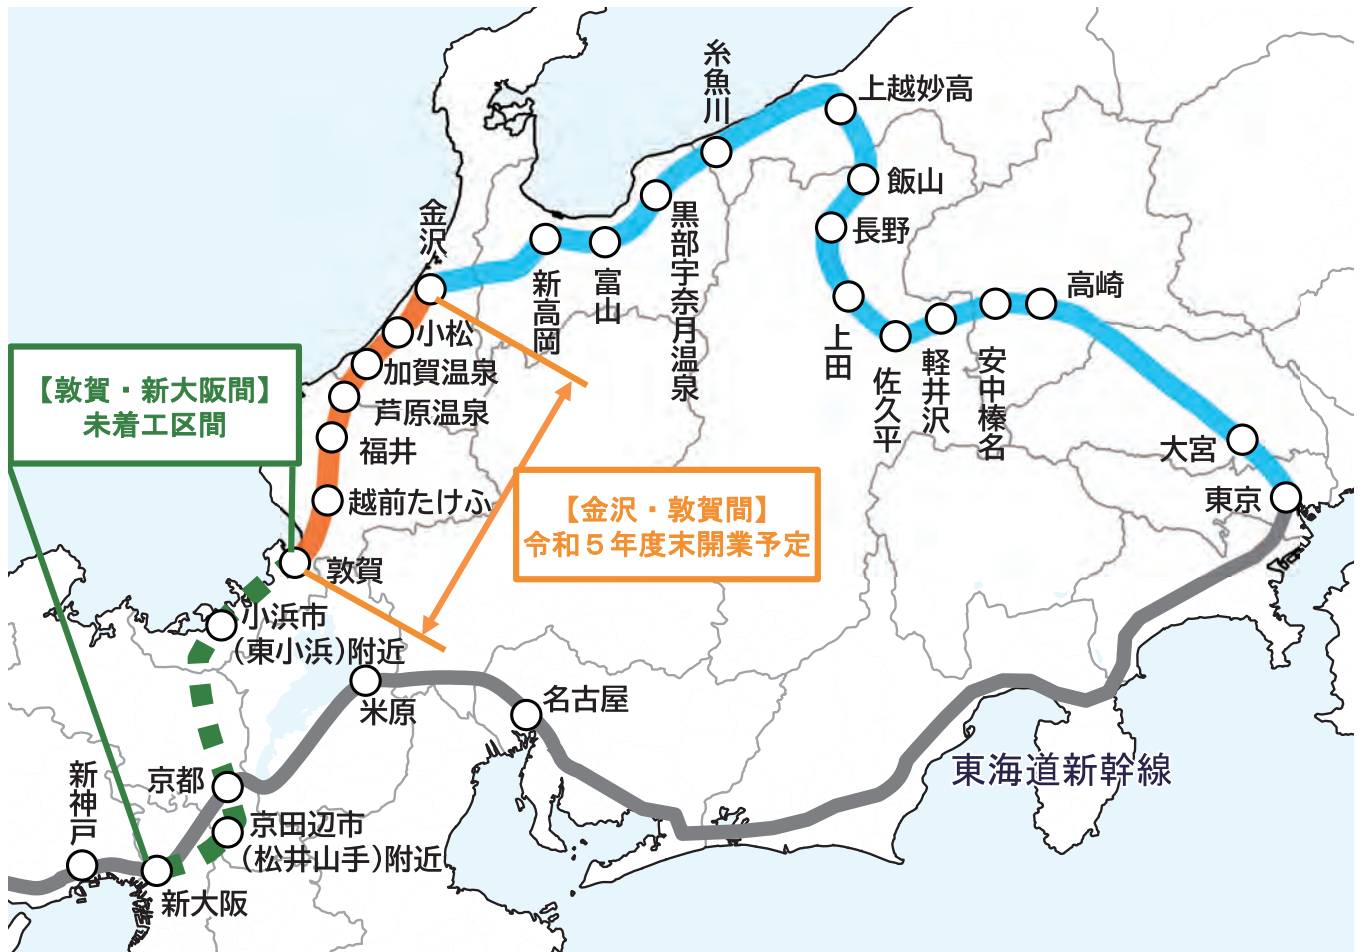 糸魚川
上越妙高
飯山
長野
金沢
黒部宇奈月温泉
新高岡
富山
高崎
上田
佐久平
軽井沢
安中榛名
小松
加賀温泉
芦原温泉
福井
越前たけふ
大宮
東京
【敦賀・新大阪間】
未着工区間
【金沢・敦賀間】
令和5年度末開業予定
敦賀
小浜市
(東小浜)附近
米原
名古屋
東海道新幹線
京都
新神戸
京田辺市
(松井山手)附近
新大阪